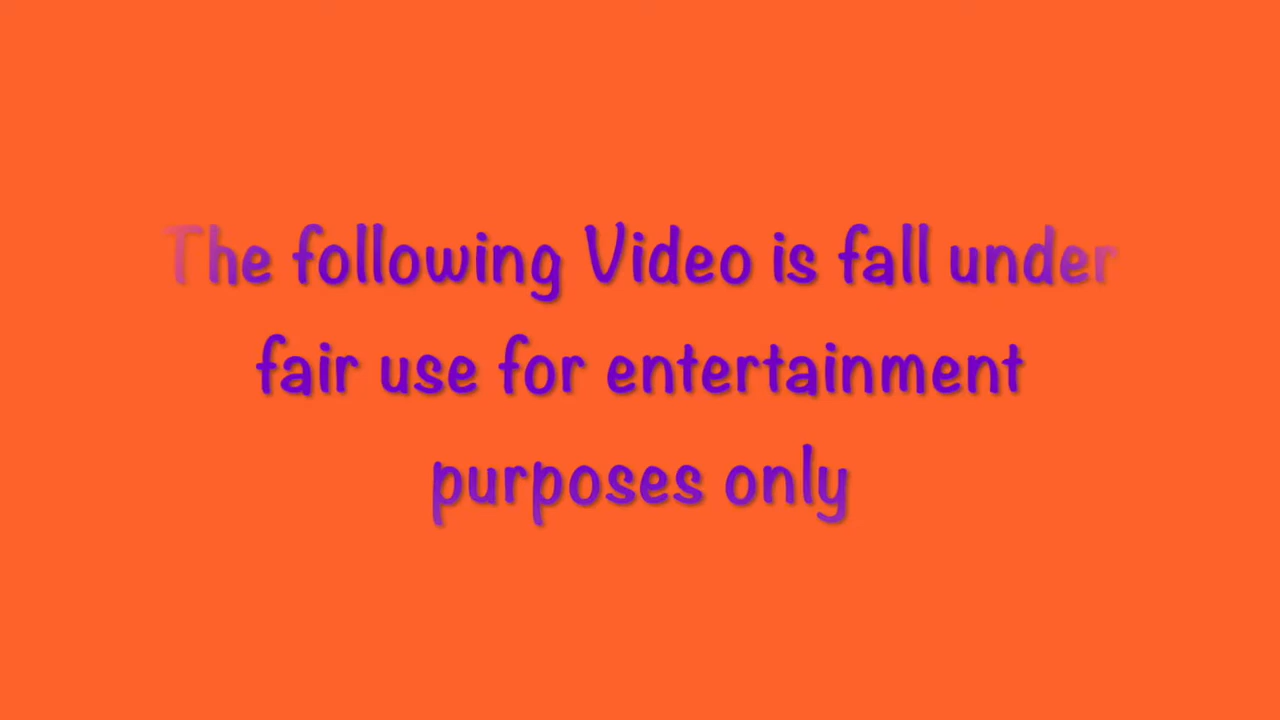 The following Video is fall under
fair use for entertainment
purposes only